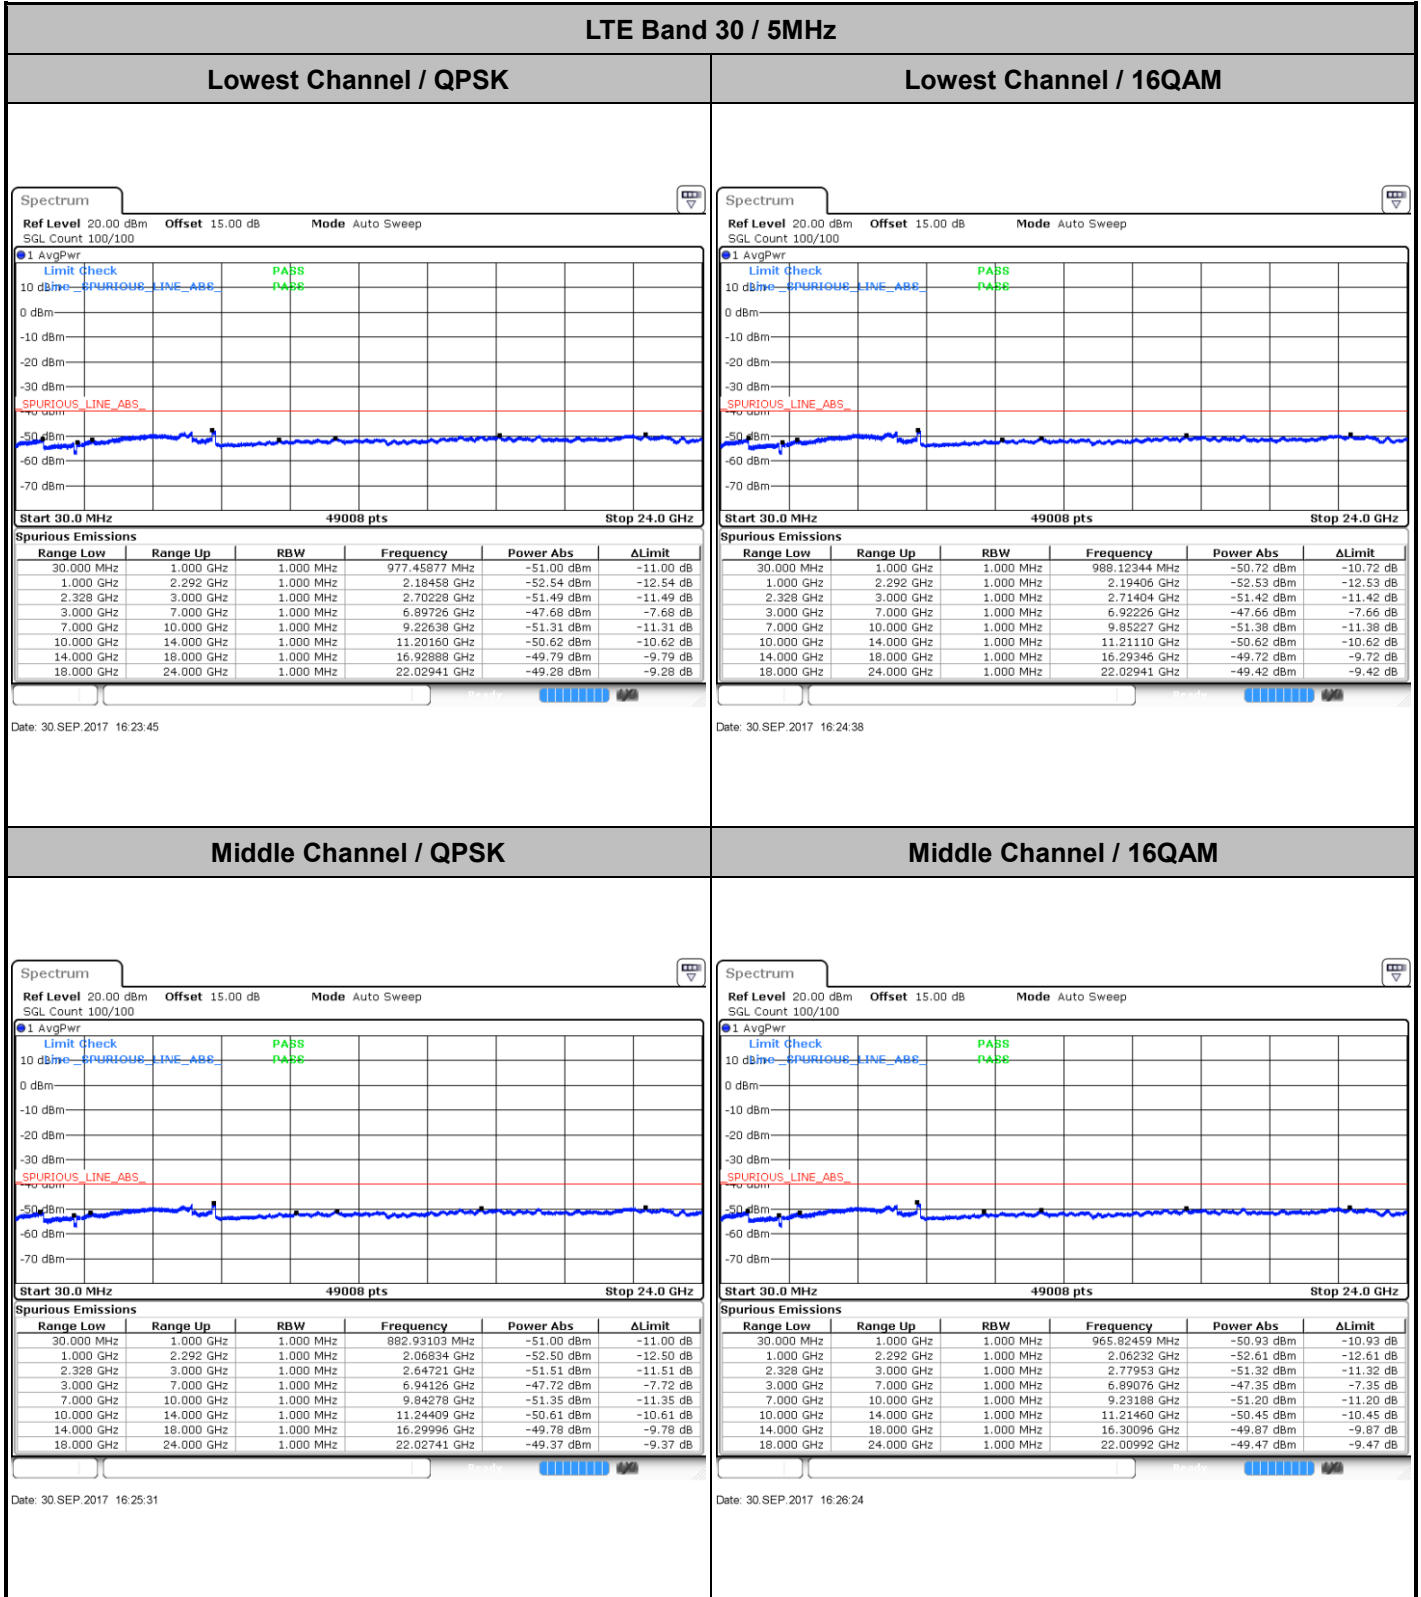 LTE Band 30 / 5MHz
Lowest Channel / QPSK
Lowest Channel / 16QAM
Spectrum
Ref Level 20.00 dBm Offset 15.00 dB Mode Auto Sweep
SGL Count 100/100
1 AvgPwr
Limit Check PASS
10 dBm Line _SPURIOUS_LINE_ABS_ PASS
0 dBm
-10 dBm
-20 dBm
-30 dBm
_SPURIOUS_LINE_ABS_
-40 dBm
-50 dBm
-60 dBm
-70 dBm
Start 30.0 MHz 49008 pts Stop 24.0 GHz
Spurious Emissions
Range Low Range Up RBW Frequency Power Abs ΔLimit
30.000 MHz 1.000 GHz 1.000 MHz 977.45877 MHz -51.00 dBm -11.00 dB
1.000 GHz 2.292 GHz 1.000 MHz 2.18458 GHz -52.54 dBm -12.54 dB
2.328 GHz 3.000 GHz 1.000 MHz 2.70228 GHz -51.49 dBm -11.49 dB
3.000 GHz 7.000 GHz 1.000 MHz 6.89726 GHz -47.68 dBm -7.68 dB
7.000 GHz 10.000 GHz 1.000 MHz 9.22638 GHz -51.31 dBm -11.31 dB
10.000 GHz 14.000 GHz 1.000 MHz 11.20160 GHz -50.62 dBm -10.62 dB
14.000 GHz 18.000 GHz 1.000 MHz 16.92888 GHz -49.79 dBm -9.79 dB
18.000 GHz 24.000 GHz 1.000 MHz 22.02941 GHz -49.28 dBm -9.28 dB
Ready
Date: 30.SEP.2017 16:23:45
Spectrum
Ref Level 20.00 dBm Offset 15.00 dB Mode Auto Sweep
SGL Count 100/100
1 AvgPwr
Limit Check PASS
10 dBm Line _SPURIOUS_LINE_ABS_ PASS
0 dBm
-10 dBm
-20 dBm
-30 dBm
_SPURIOUS_LINE_ABS_
-40 dBm
-50 dBm
-60 dBm
-70 dBm
Start 30.0 MHz 49008 pts Stop 24.0 GHz
Spurious Emissions
Range Low Range Up RBW Frequency Power Abs ΔLimit
30.000 MHz 1.000 GHz 1.000 MHz 988.12344 MHz -50.72 dBm -10.72 dB
1.000 GHz 2.292 GHz 1.000 MHz 2.19406 GHz -52.53 dBm -12.53 dB
2.328 GHz 3.000 GHz 1.000 MHz 2.71404 GHz -51.42 dBm -11.42 dB
3.000 GHz 7.000 GHz 1.000 MHz 6.92226 GHz -47.66 dBm -7.66 dB
7.000 GHz 10.000 GHz 1.000 MHz 9.85227 GHz -51.38 dBm -11.38 dB
10.000 GHz 14.000 GHz 1.000 MHz 11.21110 GHz -50.62 dBm -10.62 dB
14.000 GHz 18.000 GHz 1.000 MHz 16.29346 GHz -49.72 dBm -9.72 dB
18.000 GHz 24.000 GHz 1.000 MHz 22.02941 GHz -49.42 dBm -9.42 dB
Ready
Date: 30.SEP.2017 16:24:38
Middle Channel / QPSK
Middle Channel / 16QAM
Spectrum
Ref Level 20.00 dBm Offset 15.00 dB Mode Auto Sweep
SGL Count 100/100
1 AvgPwr
Limit Check PASS
10 dBm Line _SPURIOUS_LINE_ABS_ PASS
0 dBm
-10 dBm
-20 dBm
-30 dBm
_SPURIOUS_LINE_ABS_
-40 dBm
-50 dBm
-60 dBm
-70 dBm
Start 30.0 MHz 49008 pts Stop 24.0 GHz
Spurious Emissions
Range Low Range Up RBW Frequency Power Abs ΔLimit
30.000 MHz 1.000 GHz 1.000 MHz 882.93103 MHz -51.00 dBm -11.00 dB
1.000 GHz 2.292 GHz 1.000 MHz 2.06834 GHz -52.50 dBm -12.50 dB
2.328 GHz 3.000 GHz 1.000 MHz 2.64721 GHz -51.51 dBm -11.51 dB
3.000 GHz 7.000 GHz 1.000 MHz 6.94126 GHz -47.72 dBm -7.72 dB
7.000 GHz 10.000 GHz 1.000 MHz 9.84278 GHz -51.35 dBm -11.35 dB
10.000 GHz 14.000 GHz 1.000 MHz 11.24409 GHz -50.61 dBm -10.61 dB
14.000 GHz 18.000 GHz 1.000 MHz 16.29996 GHz -49.78 dBm -9.78 dB
18.000 GHz 24.000 GHz 1.000 MHz 22.02741 GHz -49.37 dBm -9.37 dB
Ready
Date: 30.SEP.2017 16:25:31
Spectrum
Ref Level 20.00 dBm Offset 15.00 dB Mode Auto Sweep
SGL Count 100/100
1 AvgPwr
Limit Check PASS
10 dBm Line _SPURIOUS_LINE_ABS_ PASS
0 dBm
-10 dBm
-20 dBm
-30 dBm
_SPURIOUS_LINE_ABS_
-40 dBm
-50 dBm
-60 dBm
-70 dBm
Start 30.0 MHz 49008 pts Stop 24.0 GHz
Spurious Emissions
Range Low Range Up RBW Frequency Power Abs ΔLimit
30.000 MHz 1.000 GHz 1.000 MHz 965.82459 MHz -50.93 dBm -10.93 dB
1.000 GHz 2.292 GHz 1.000 MHz 2.06232 GHz -52.61 dBm -12.61 dB
2.328 GHz 3.000 GHz 1.000 MHz 2.77953 GHz -51.32 dBm -11.32 dB
3.000 GHz 7.000 GHz 1.000 MHz 6.89076 GHz -47.35 dBm -7.35 dB
7.000 GHz 10.000 GHz 1.000 MHz 9.23188 GHz -51.20 dBm -11.20 dB
10.000 GHz 14.000 GHz 1.000 MHz 11.21460 GHz -50.45 dBm -10.45 dB
14.000 GHz 18.000 GHz 1.000 MHz 16.30096 GHz -49.87 dBm -9.87 dB
18.000 GHz 24.000 GHz 1.000 MHz 22.00992 GHz -49.47 dBm -9.47 dB
Ready
Date: 30.SEP.2017 16:26:24